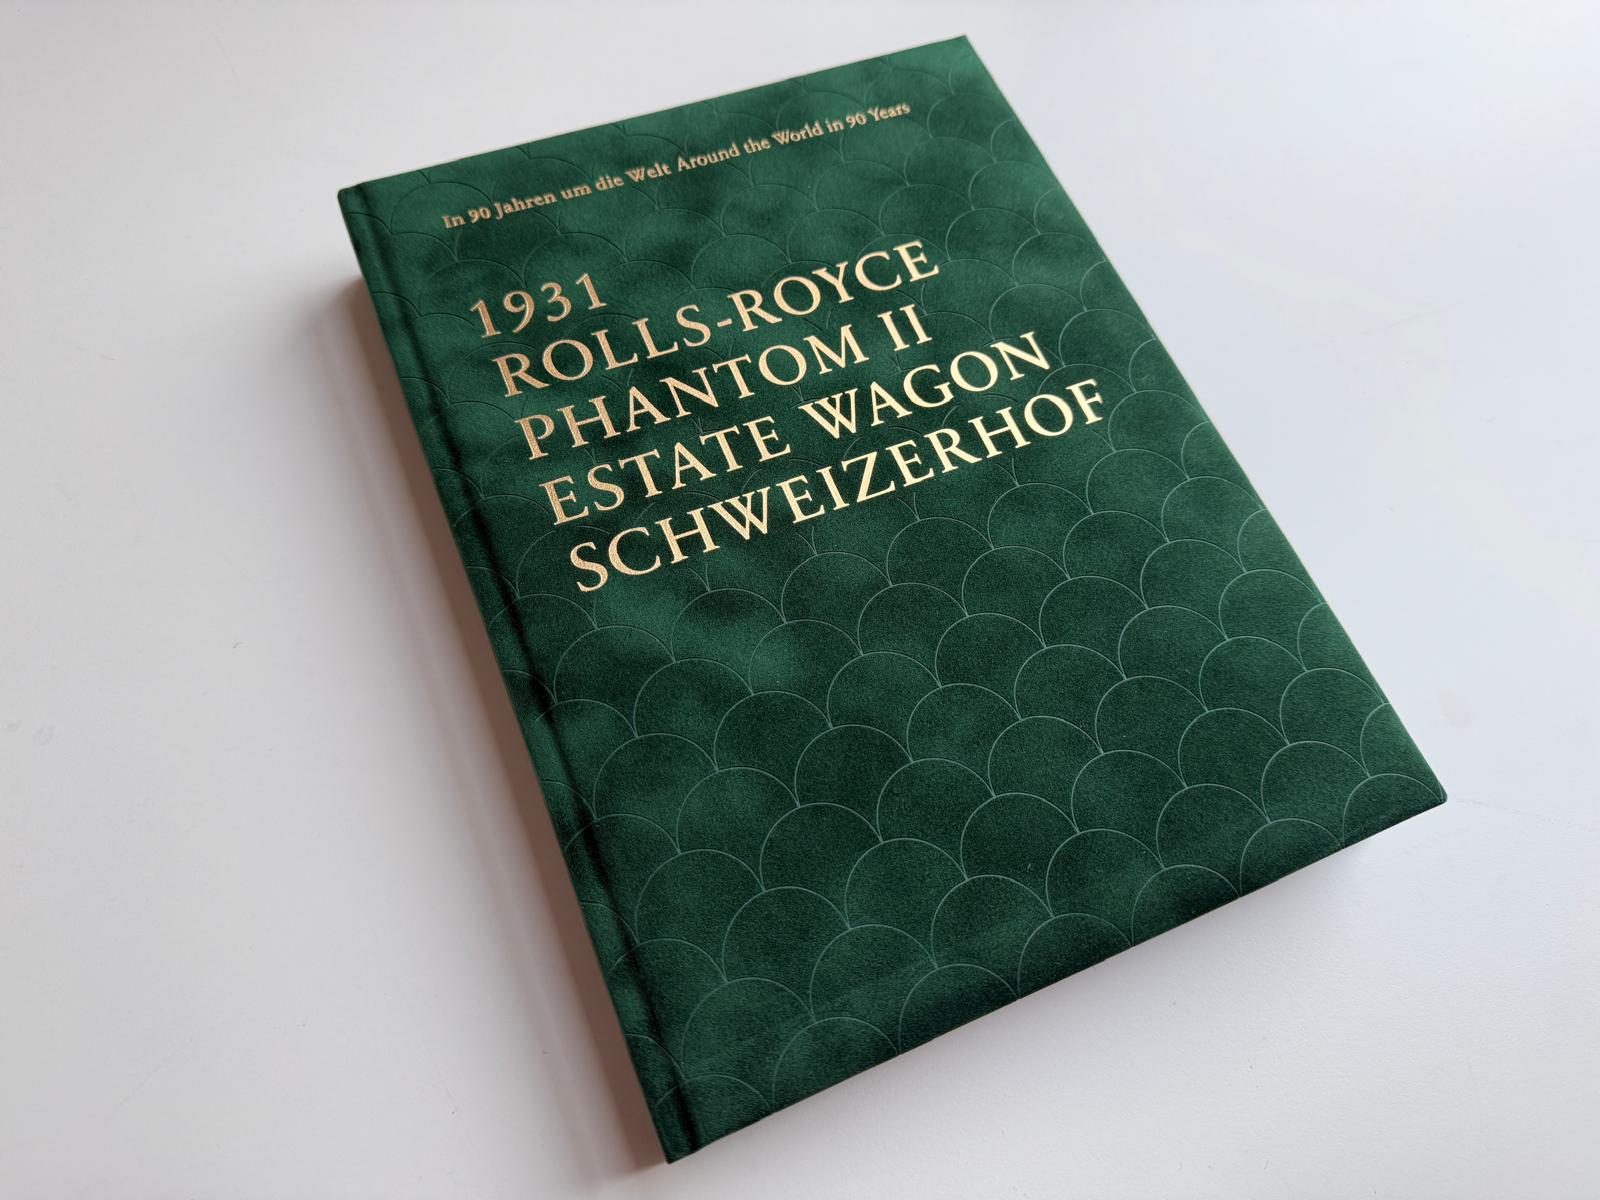 In 90 Jahren um die Welt Around the World in 90 Years
1931
ROLLS-ROYCE
PHANTOM II
ESTATE WAGON
SCHWEIZERHOF